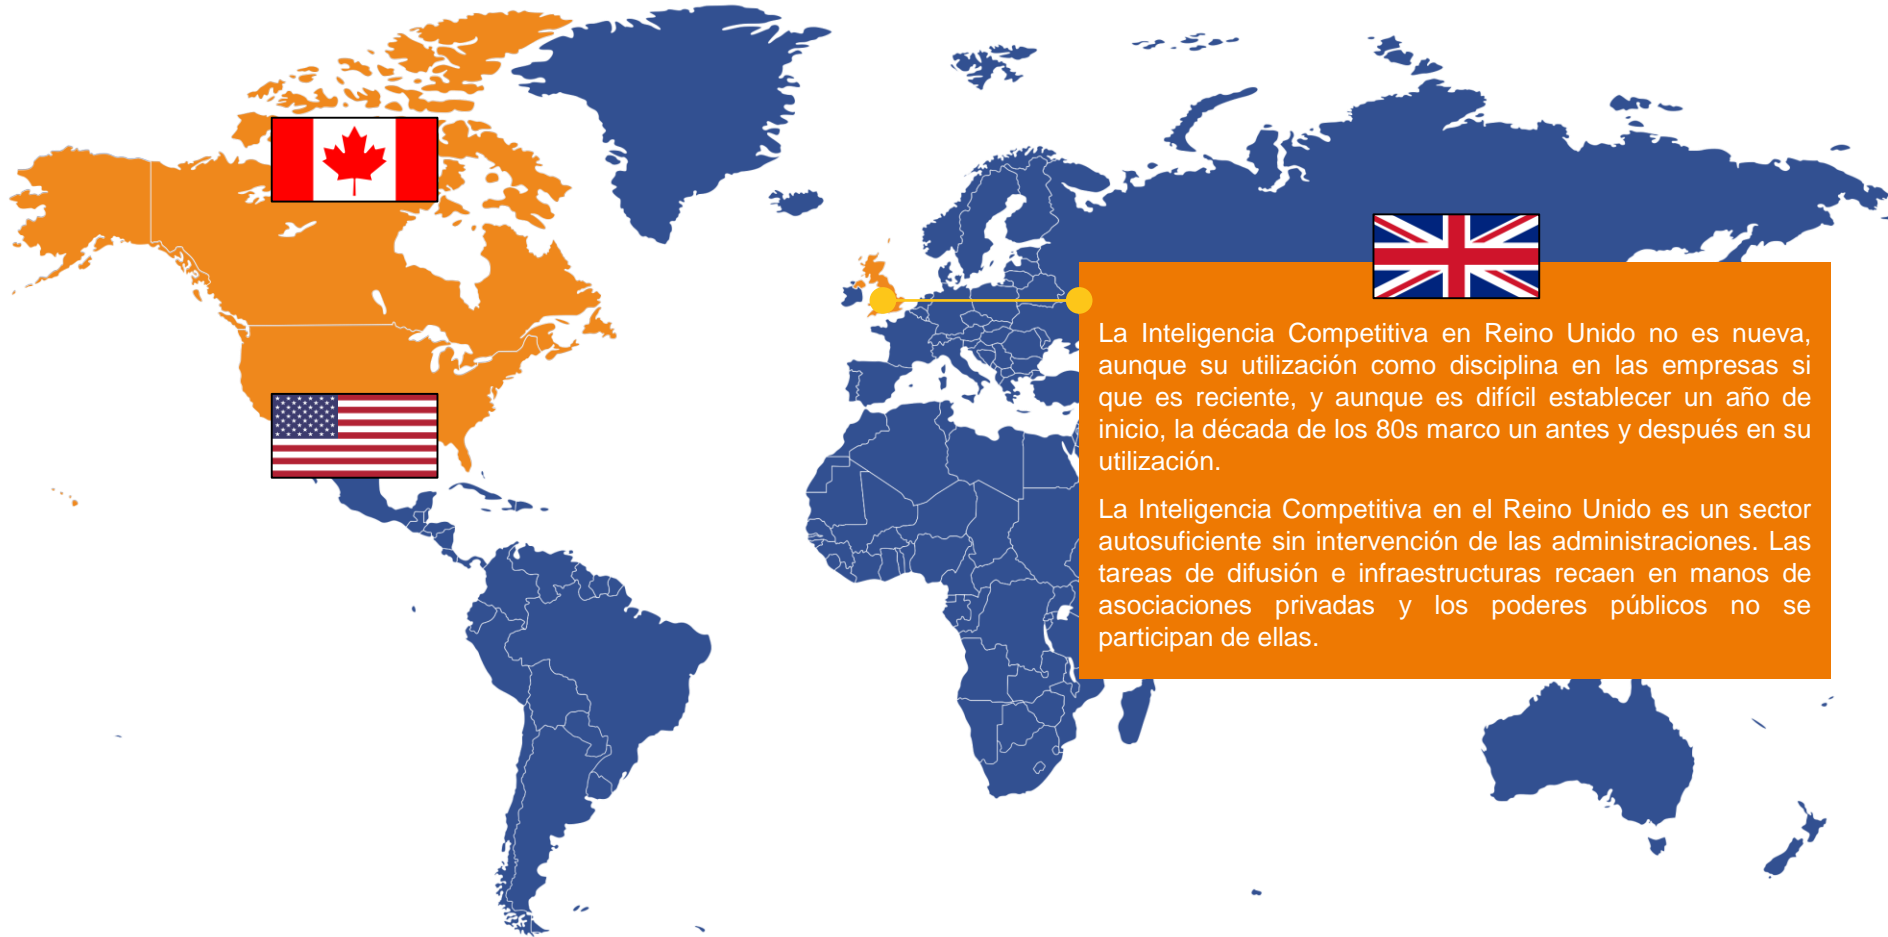 La Inteligencia Competitiva en Reino Unido no es nueva,
aunque su utilización como disciplina en las empresas si
que es reciente, y aunque es difícil establecer un año de
inicio, la década de los 80s marco un antes y después en su
utilización.
La Inteligencia Competitiva en el Reino Unido es un sector
autosuficiente sin intervención de las administraciones. Las
tareas de difusión e infraestructuras recaen en manos de
asociaciones privadas y los poderes públicos no se
participan de ellas.